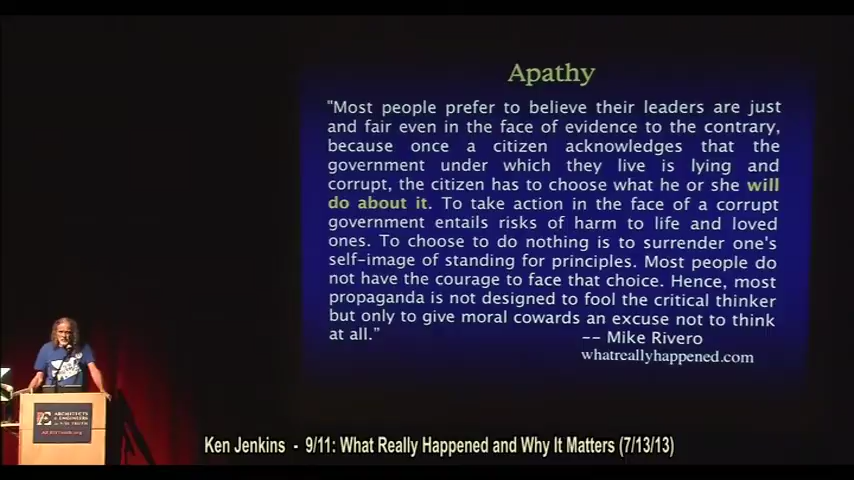 Apathy
"Most people prefer to believe their leaders are just
and fair even in the face of evidence to the contrary,
because once a citizen acknowledges that the
government under which they live is lying and
corrupt, the citizen has to choose what he or she will
do about it. To take action in the face of a corrupt
government entails risks of harm to life and loved
ones. To choose to do nothing is to surrender one's
self-image of standing for principles. Most people do
not have the courage to face that choice. Hence, most
propaganda is not designed to fool the critical thinker
but only to give moral cowards an excuse not to think
at all."
-- Mike Rivero
whatreallyhappened.com
ARCHITECTS
& ENGINEERS
Ken Jenkins - 9/11: What Really Happened and Why It Matters (7/13/13)